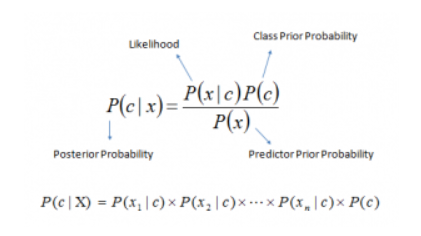 Likelihood
Class Prior Probability
P(c|x)=P(x|c)P(c)/P(x)
Posterior Probability
Predictor Prior Probability
P(c|X) = P(x₁|c)×P(x₂|c)×⋯×P(xₙ|c)×P(c)